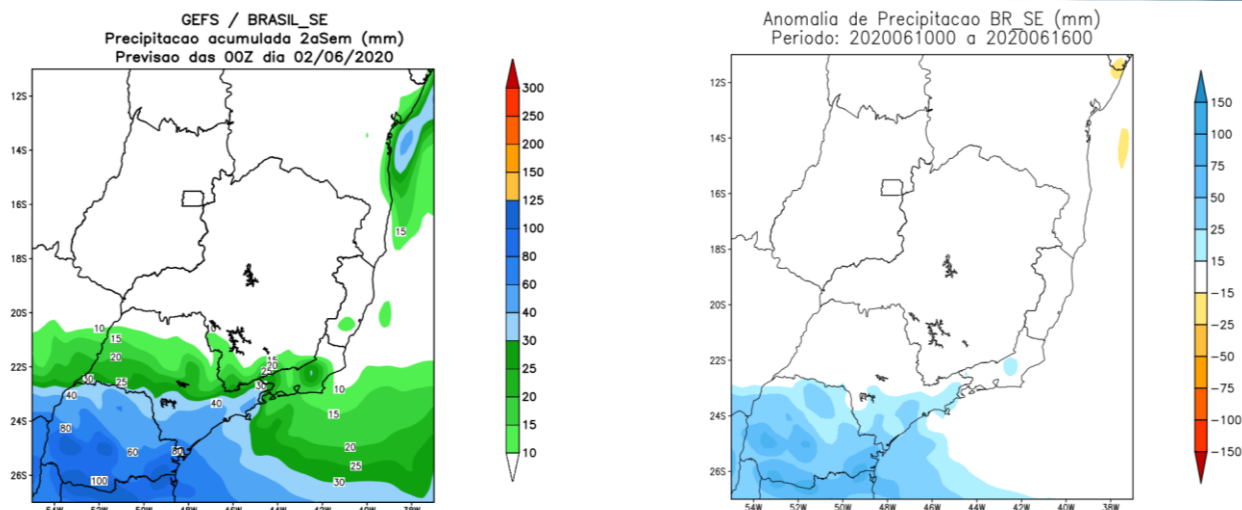 GEFS / BRASIL_SE
Precipitacao acumulada 2aSem (mm)
Previsao das 00Z dia 02/06/2020
12S
14S
16S
18S
20S
22S
24S
26S
54W 52W 50W 48W 46W 44W 42W 40W 38W
15
10
15
20
25
30
40
80
60
100
10
40
15
20
25
30
10
15
20
25
30
300
250
200
150
125
100
80
60
40
30
25
20
15
10
Anomalia de Precipitacao BR_SE (mm)
Periodo: 2020061000 a 2020061600
12S
14S
16S
18S
20S
22S
24S
26S
54W 52W 50W 48W 46W 44W 42W 40W 38W
150
100
75
50
25
15
-15
-25
-50
-75
-100
-150